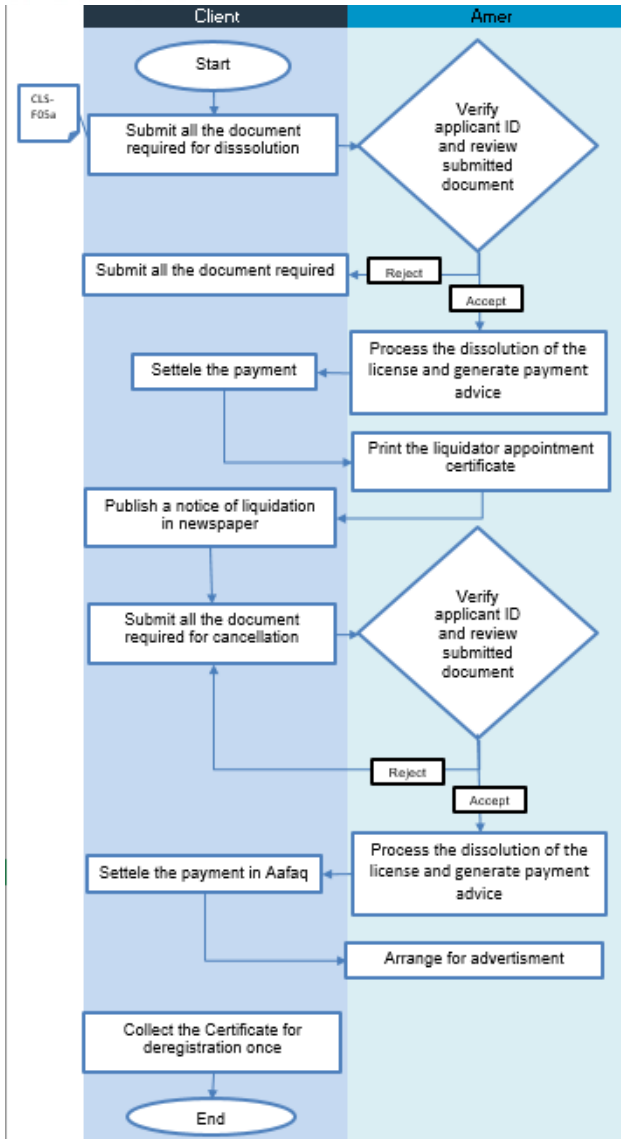 Client
Amer
Start
CLS-
F05a
Submit all the document
required for disssolution
Verify
applicant ID
and review
submitted
document
Submit all the document required
Reject
Accept
Process the dissolution of the
license and generate payment
advice
Settele the payment
Print the liquidator appointment
certificate
Publish a notice of liquidation
in newspaper
Submit all the document
required for cancellation
Verify
applicant ID
and review
submitted
document
Reject
Accept
Process the dissolution of the
license and generate payment
advice
Settele the payment in Aafaq
Arrange for advertisment
Collect the Certificate for
deregistration once
End